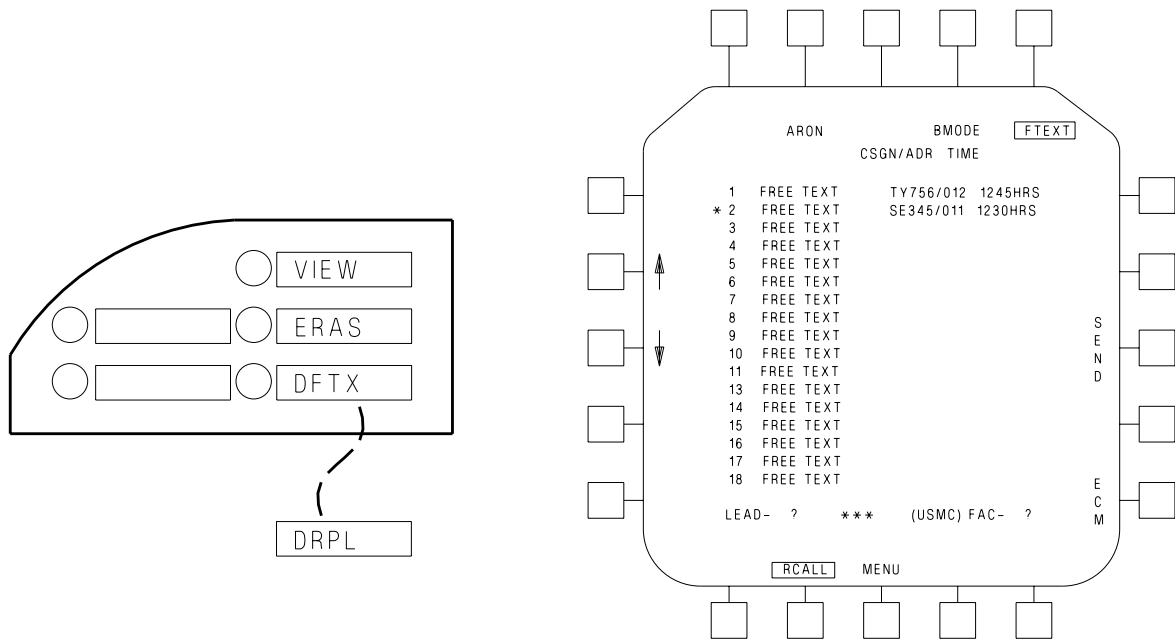 VIEW
ERAS
DFTX
DRPL
ARON BMODE FTEXT
CSGN/ADR TIME
1 FREE TEXT TY756/012 1245HRS
* 2 FREE TEXT SE345/011 1230HRS
3 FREE TEXT
4 FREE TEXT
5 FREE TEXT
6 FREE TEXT
7 FREE TEXT
8 FREE TEXT
9 FREE TEXT
10 FREE TEXT
11 FREE TEXT
13 FREE TEXT
14 FREE TEXT
15 FREE TEXT
16 FREE TEXT
17 FREE TEXT
18 FREE TEXT
SEND
ECM
LEAD- ? *** (USMC) FAC- ?
RCALL MENU